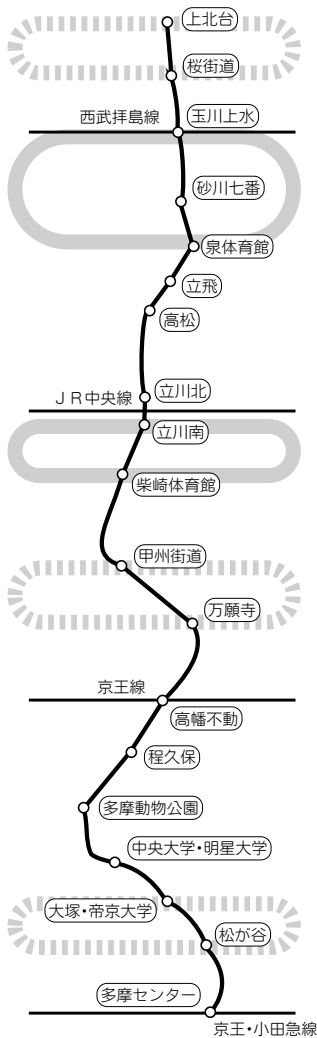 上北台
桜街道
西武拝島線
玉川上水
砂川七番
泉体育館
立飛
高松
立川北
JR中央線
立川南
柴崎体育館
甲州街道
万願寺
京王線
高幡不動
程久保
多摩動物公園
中央大学・明星大学
大塚・帝京大学
松が谷
多摩センター
京王・小田急線